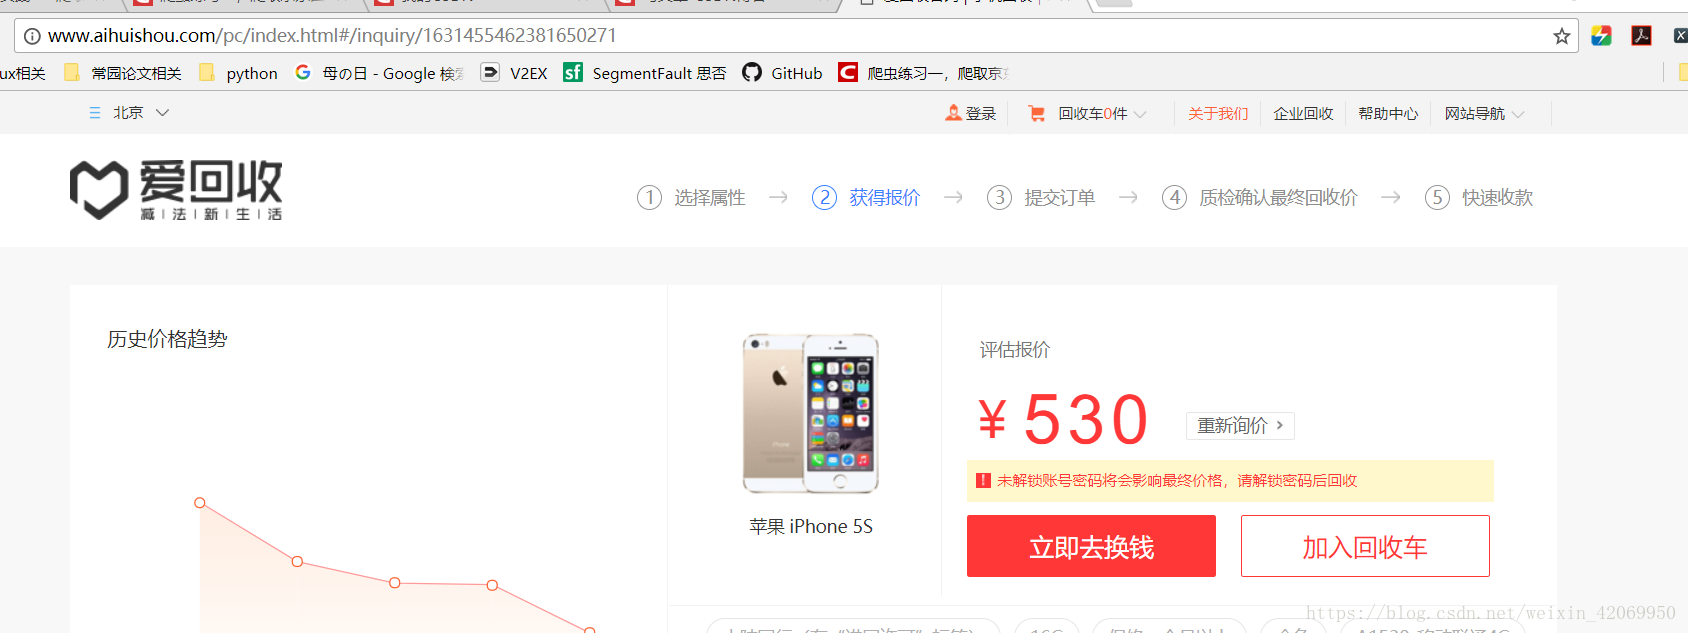 www.aihuishou.com/pc/index.html#/inquiry/1631455462381650271
ux相关 常园论文相关 python 母の日 - Google 検索 V2EX SegmentFault 思否 GitHub 爬虫练习一，爬取京
北京 登录 回收车0件 关于我们 企业回收 帮助中心 网站导航
爱回收
减 法 新 生 活
1 选择属性 → 2 获得报价 → 3 提交订单 → 4 质检确认最终回收价 → 5 快速收款
历史价格趋势
苹果 iPhone 5S
评估报价
¥ 530 重新询价 >
未解锁账号密码将会影响最终价格，请解锁密码后回收
立即去换钱 加入回收车
https://blog.csdn.net/weixin_42069950